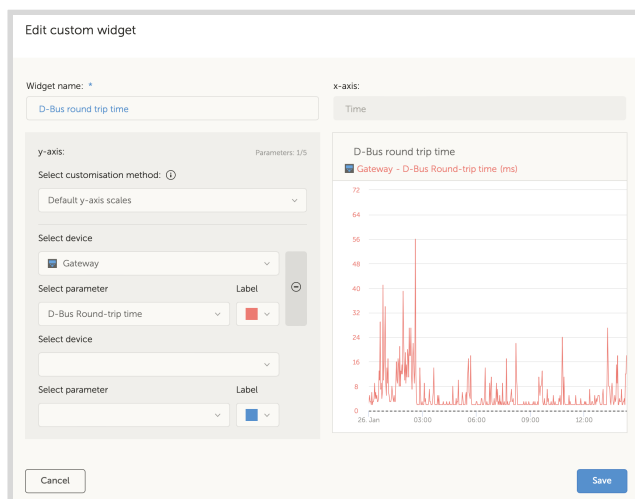 Edit custom widget
Widget name: *
D-Bus round trip time
x-axis:
Time
y-axis:
Parameters: 1/5
Select customisation method:
Default y-axis scales
Select device
Gateway
Select parameter
Label
D-Bus Round-trip time
Select device
Select parameter
Label
D-Bus round trip time
Gateway - D-Bus Round-trip time (ms)
72
64
56
48
40
32
24
16
8
0
26. Jan
03:00
06:00
09:00
12:00
Cancel
Save